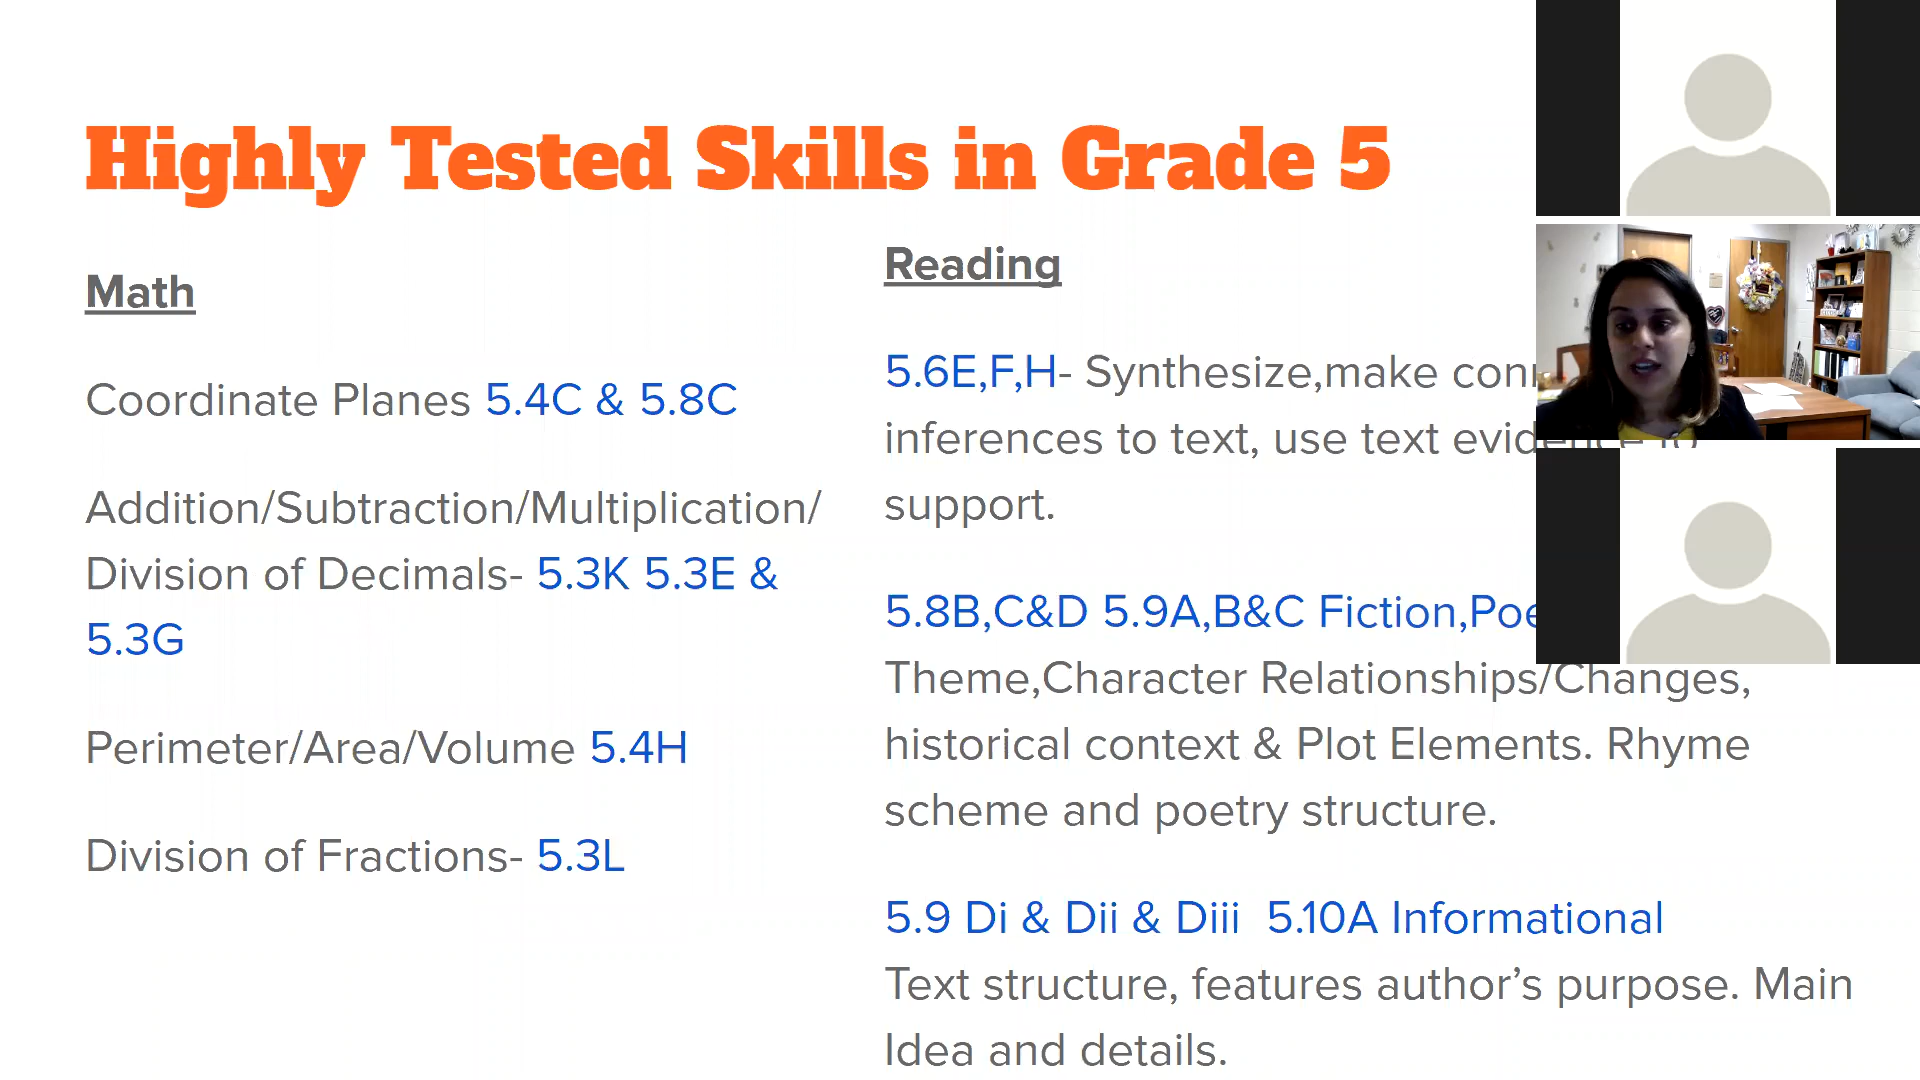 Highly Tested Skills in Grade 5
Math
Coordinate Planes 5.4C & 5.8C
Addition/Subtraction/Multiplication/
Division of Decimals- 5.3K 5.3E &
5.3G
Perimeter/Area/Volume 5.4H
Division of Fractions- 5.3L
Reading
5.6E,F,H- Synthesize,make
inferences to text, use text evidence to
support.
5.8B,C&D 5.9A,B&C Fiction,
Theme,Character Relationships/Changes,
historical context & Plot Elements. Rhyme
scheme and poetry structure.
5.9 Di & Dii & Diii 5.10A Informational
Text structure, features author’s purpose. Main
Idea and details.